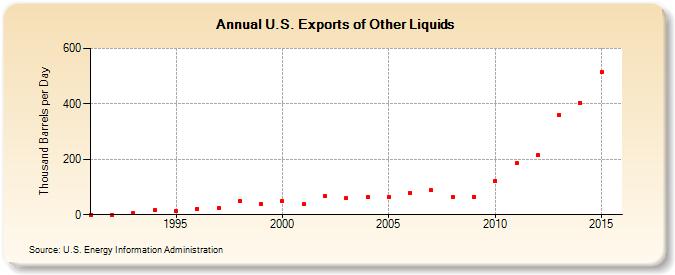 Annual U.S. Exports of Other Liquids
Thousand Barrels per Day
600
400
200
0
1995 2000 2005 2010 2015
Source: U.S. Energy Information Administration